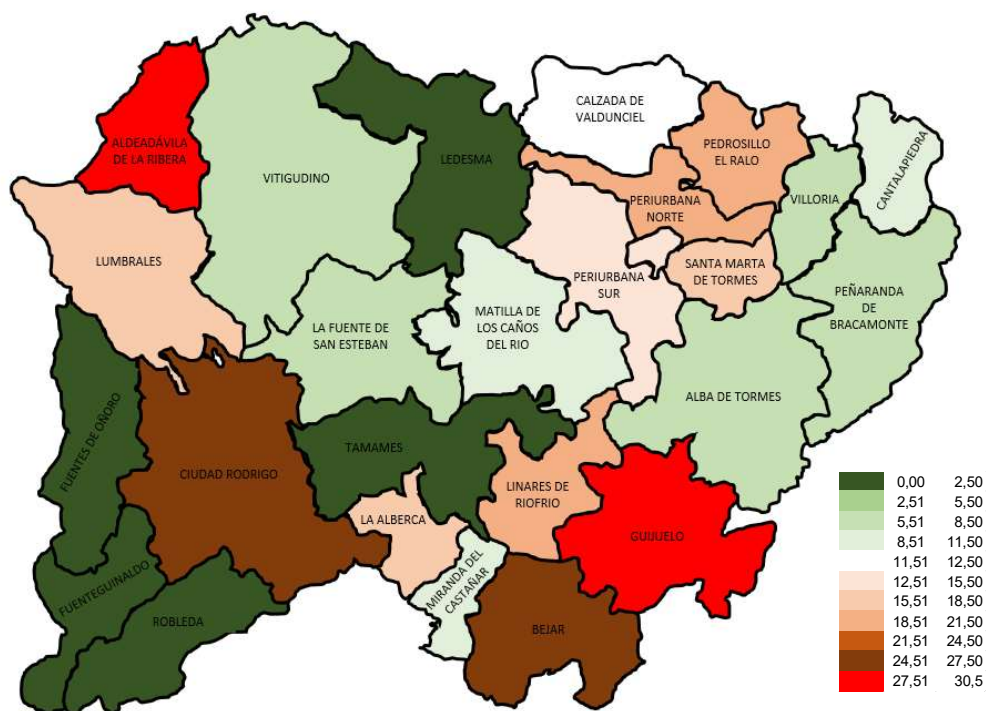 CALZADA DE
VALDUNCIEL
ALDEADÁVILA
DE LA RIBERA
VITIGUDINO
LEDESMA
PEDROSILLO
EL RALO
CANTALAPIEDRA
VILLORIA
PERIURBANA
NORTE
LUMBRALES
PERIURBANA
SUR
SANTA MARTA
DE TORMES
PEÑARANDA
DE
BRACAMONTE
LA FUENTE DE
SAN ESTEBAN
MATILLA DE
LOS CAÑOS
DEL RIO
ALBA DE TORMES
FUENTES DE OÑORO
CIUDAD RODRIGO
TAMAMES
LINARES DE
RIOFRIO
LA ALBERCA
GUIJUELO
FUENTEGUINALDO
MIRANDA DEL
CASTAÑAR
ROBLEDA
BEJAR
0,00 2,50
2,51 5,50
5,51 8,50
8,51 11,50
11,51 12,50
12,51 15,50
15,51 18,50
18,51 21,50
21,51 24,50
24,51 27,50
27,51 30,5